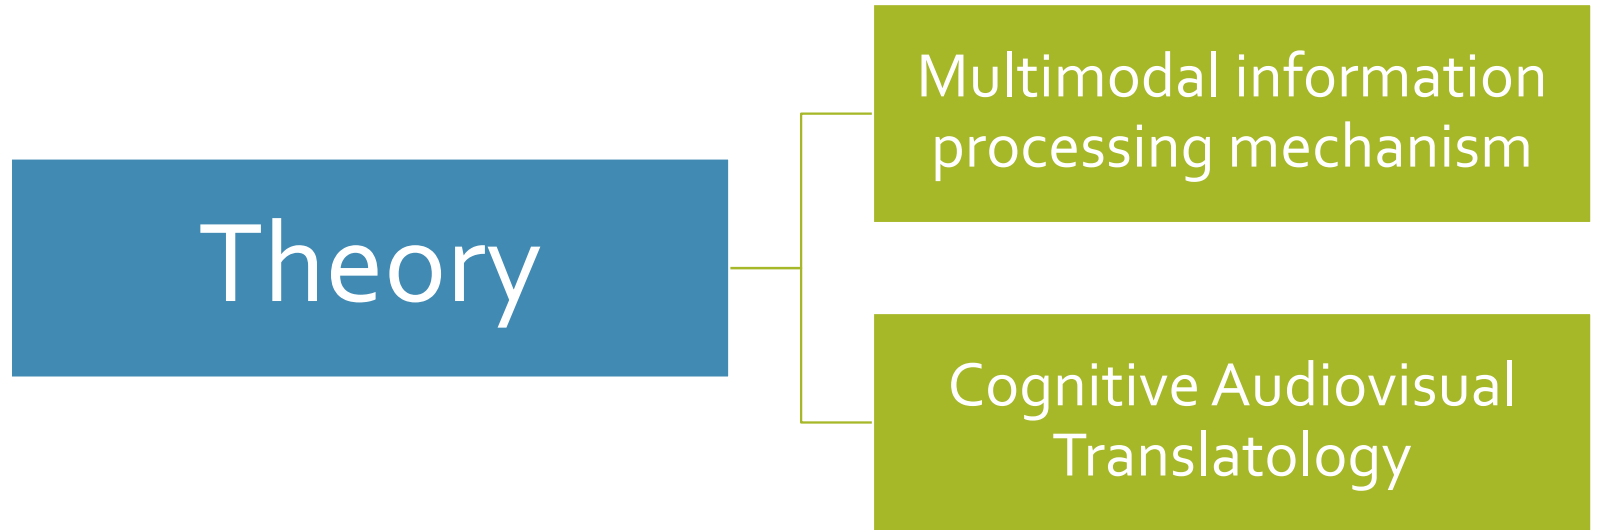 Theory
Multimodal information
processing mechanism
Cognitive Audiovisual
Translatology